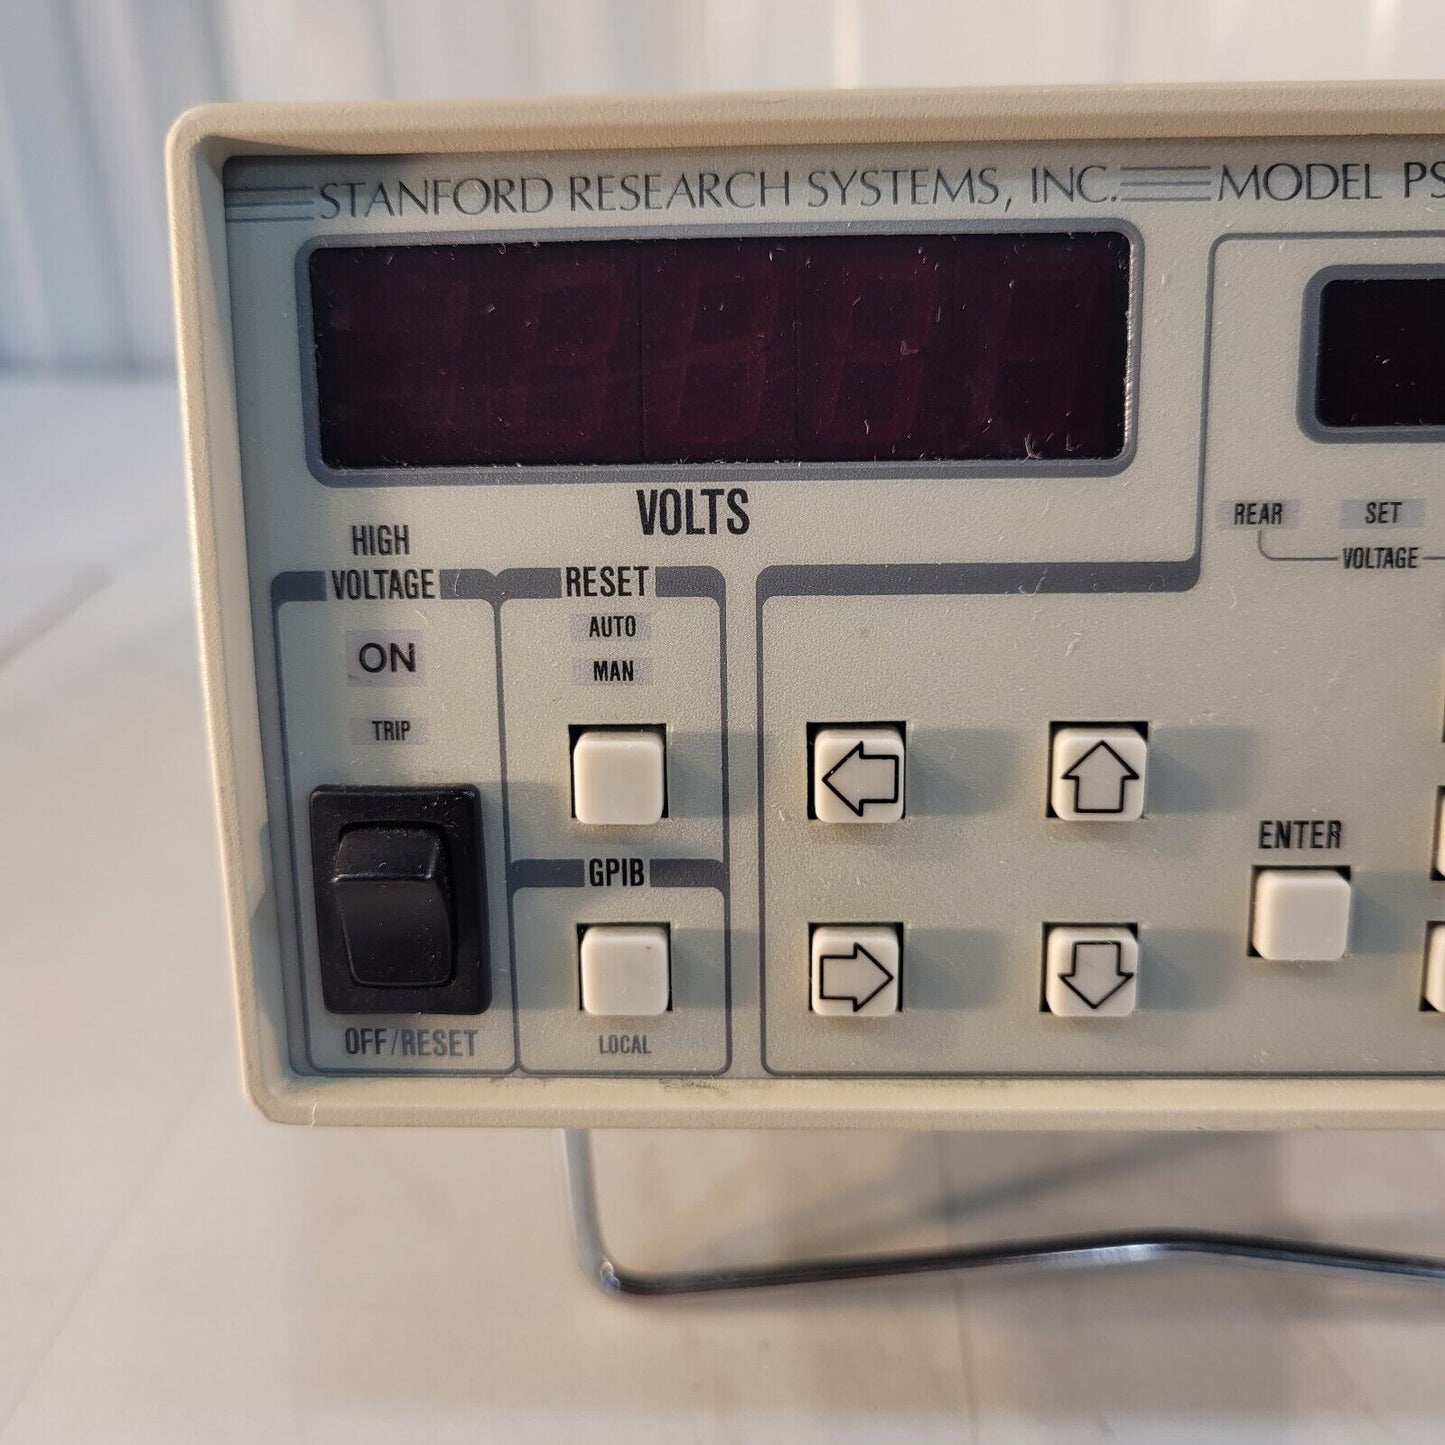 STANFORD RESEARCH SYSTEMS, INC. MODEL PS
VOLTS
REAR SET
VOLTAGE
HIGH
VOLTAGE
ON
TRIP
OFF/RESET
RESET
AUTO
MAN
GPIB
LOCAL
ENTER